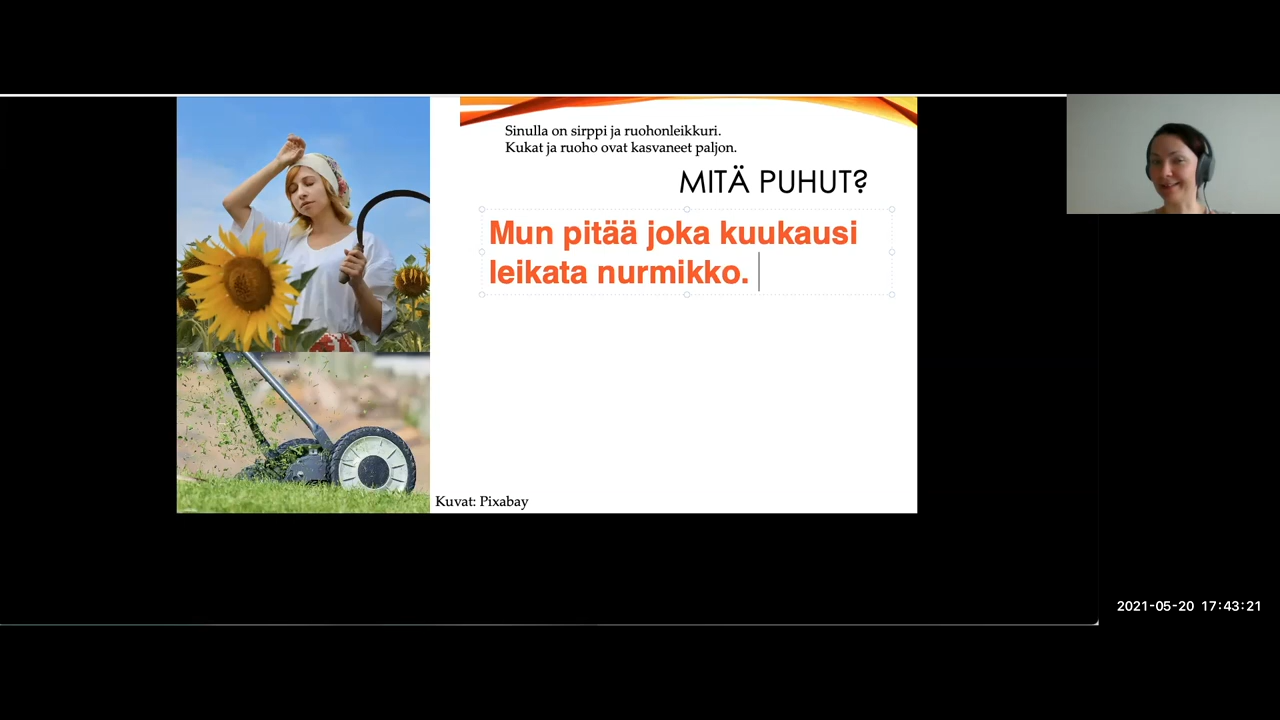 Sinulla on sirppi ja ruohonleikkuri.
Kukat ja ruoho ovat kasvaneet paljon.
MITÄ PUHUT?
Mun pitää joka kuukausi
leikata nurmikko.
Kuvat: Pixabay
2021-05-20 17:43:21